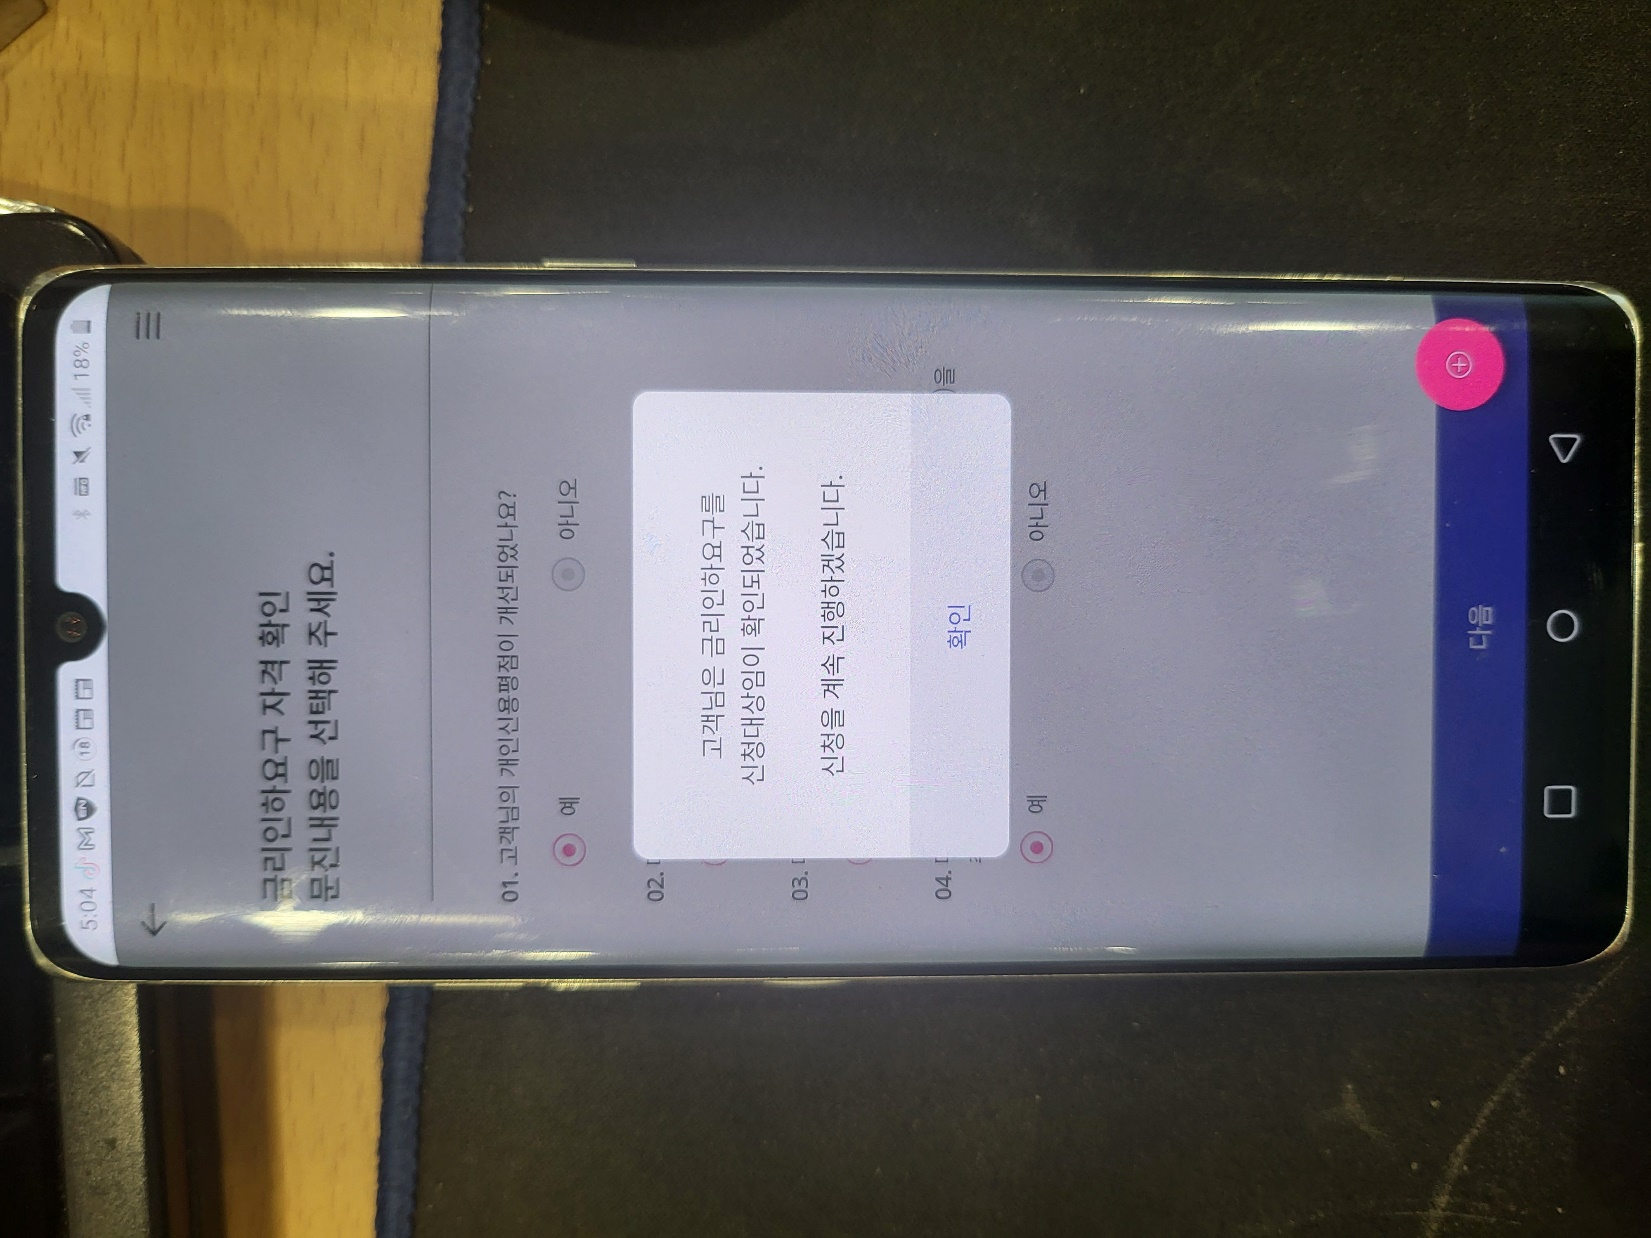 5:04
18
18%
금리인하요구 자격 확인
문진내용을 선택해 주세요.
01. 고객님의 개인신용평점이 개선되었나요?
예
아니오
02.
03.
04.
을
고객님은 금리인하요구를
신청대상임이 확인되었습니다.
신청을 계속 진행하겠습니다.
확인
예
아니오
다음